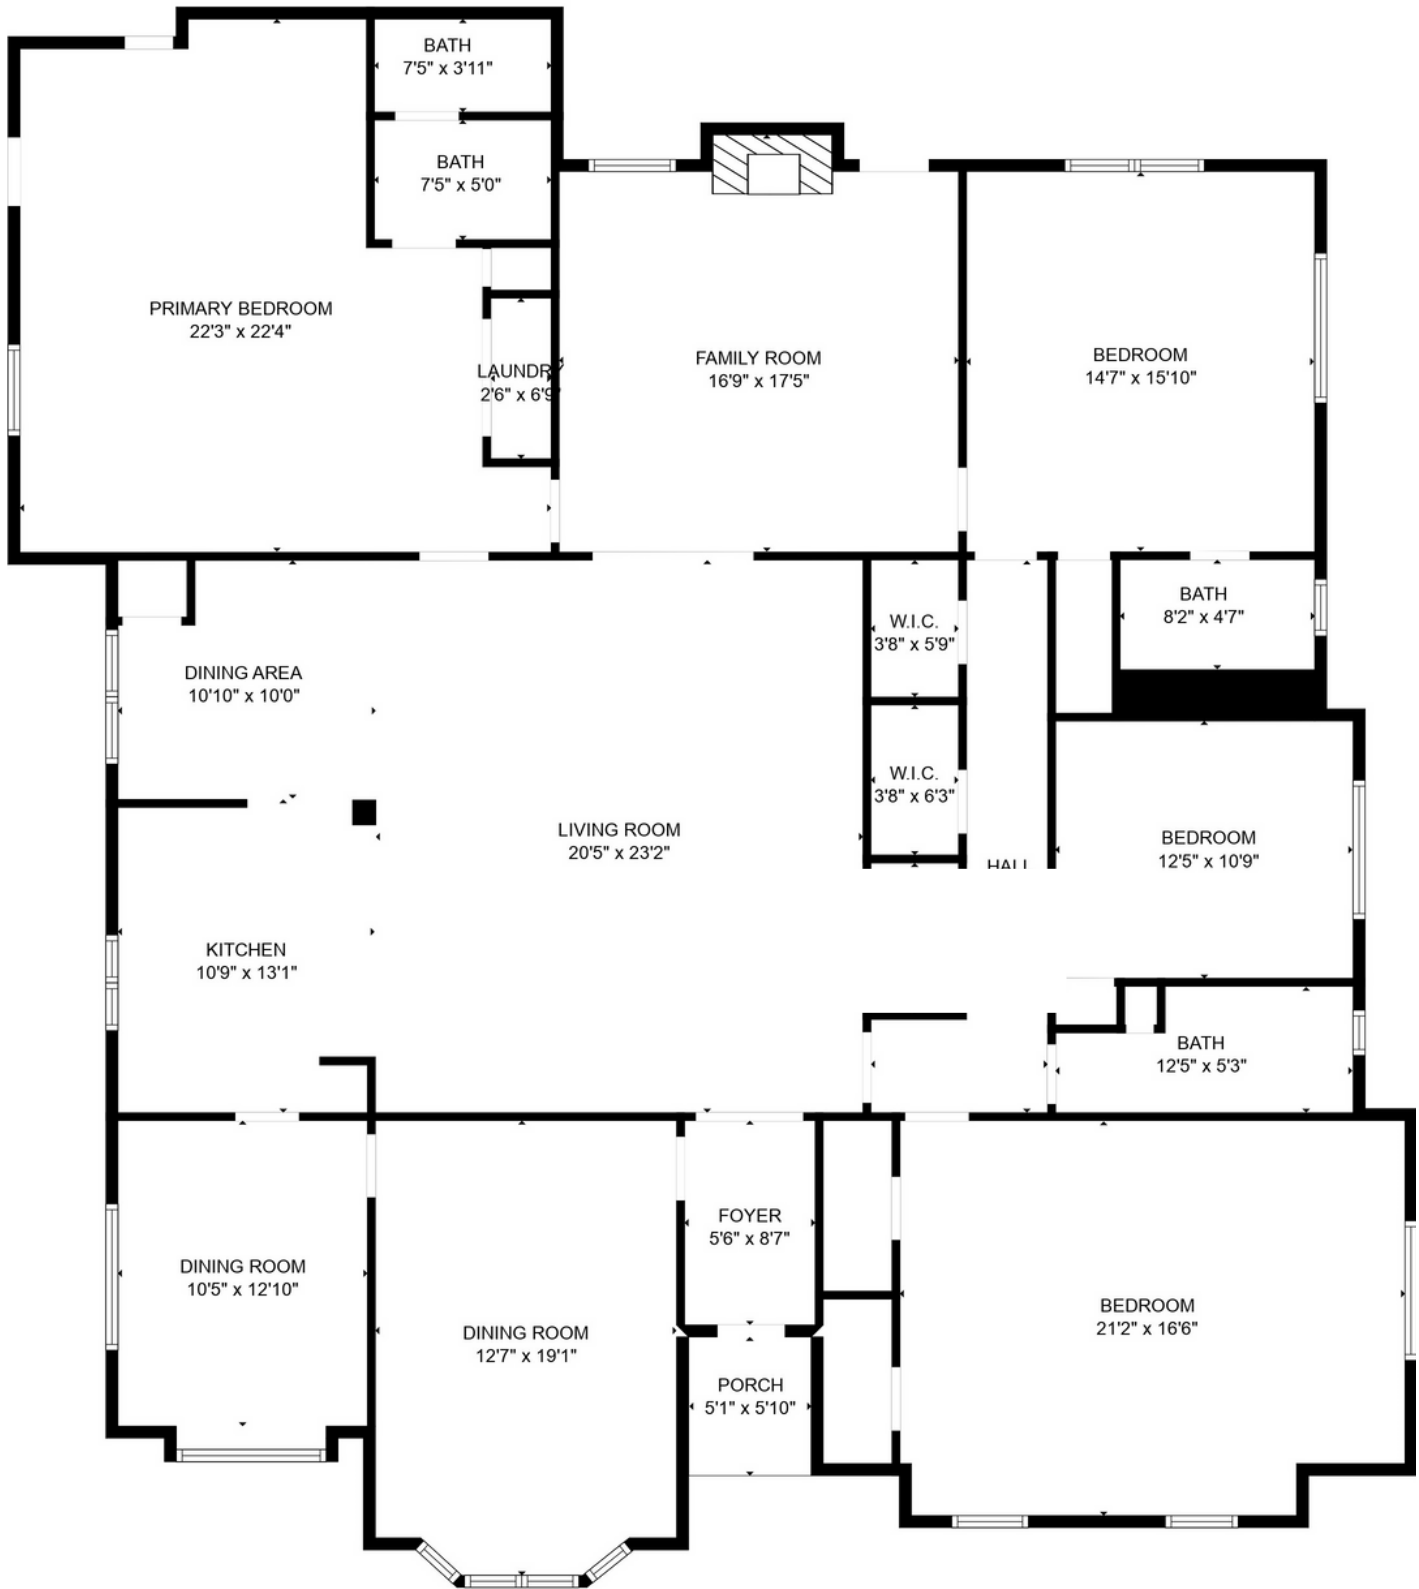 BATH
7'5" x 3'11"
BATH
7'5" x 5'0"
PRIMARY BEDROOM
22'3" x 22'4"
LAUNDRY
2'6" x 6'9"
FAMILY ROOM
16'9" x 17'5"
BEDROOM
14'7" x 15'10"
BATH
8'2" x 4'7"
W.I.C.
3'8" x 5'9"
DINING AREA
10'10" x 10'0"
W.I.C.
3'8" x 6'3"
LIVING ROOM
20'5" x 23'2"
BEDROOM
12'5" x 10'9"
HALL
KITCHEN
10'9" x 13'1"
BATH
12'5" x 5'3"
FOYER
5'6" x 8'7"
DINING ROOM
10'5" x 12'10"
BEDROOM
21'2" x 16'6"
DINING ROOM
12'7" x 19'1"
PORCH
5'1" x 5'10"